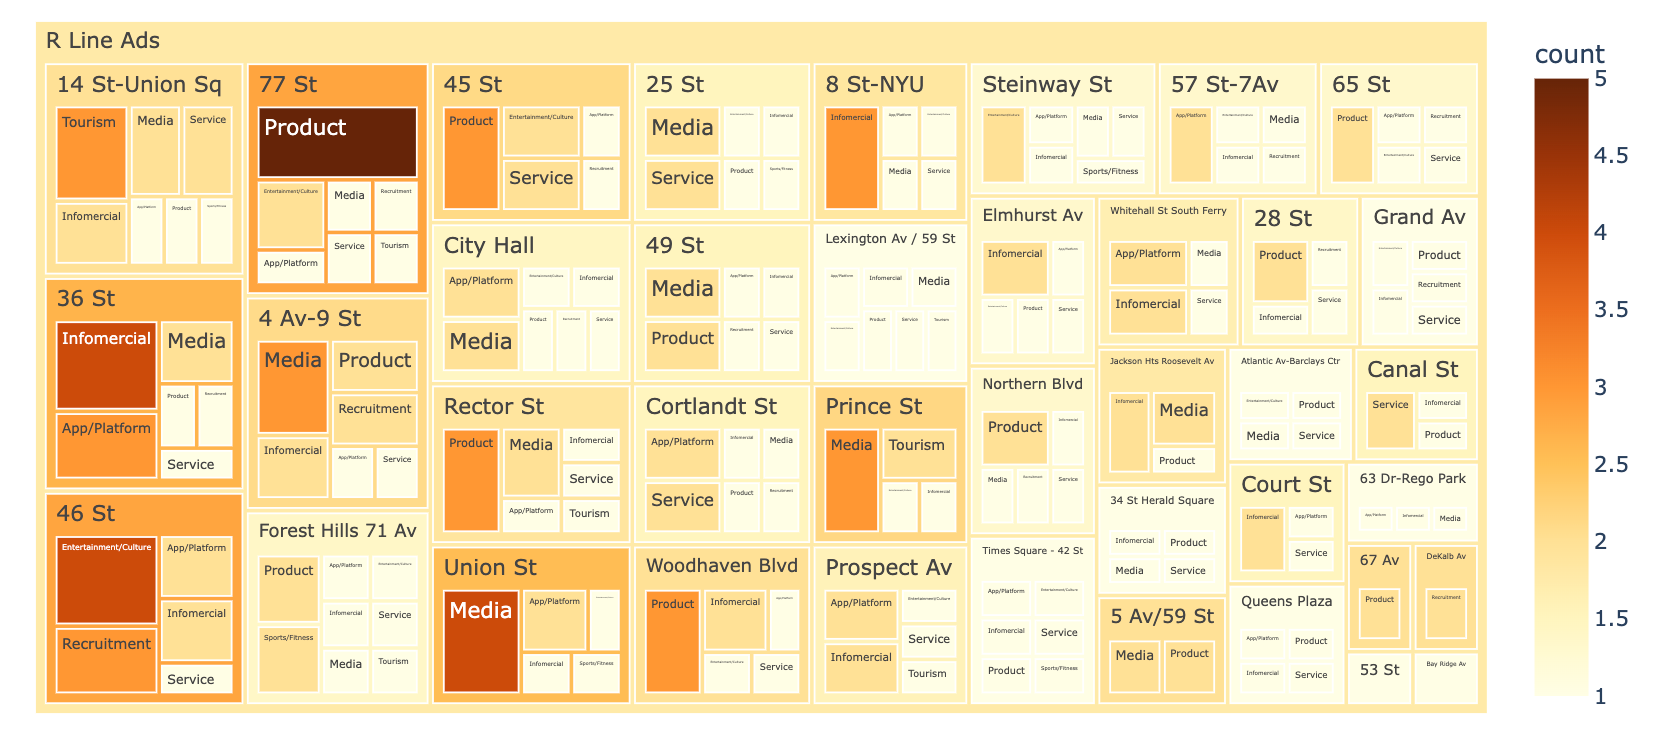 R Line Ads
14 St-Union Sq
Tourism
Media
Service
Infomercial
App/Platform
Product
Sports/Fitness
36 St
Infomercial
Media
App/Platform
Product
Recruitment
Service
46 St
Entertainment/Culture
App/Platform
Recruitment
Infomercial
Service
77 St
Product
Entertainment/Culture
Media
Recruitment
App/Platform
Service
Tourism
4 Av-9 St
Media
Product
Recruitment
Infomercial
App/Platform
Service
Forest Hills 71 Av
Product
App/Platform
Entertainment/Culture
Infomercial
Service
Sports/Fitness
Media
Tourism
45 St
Product
Entertainment/Culture
App/Platform
Service
Recruitment
City Hall
App/Platform
Entertainment/Culture
Infomercial
Media
Product
Recruitment
Service
Rector St
Product
Media
Infomercial
Service
App/Platform
Tourism
Union St
Media
App/Platform
Infomercial
Sports/Fitness
25 St
Media
Entertainment/Culture
Infomercial
Service
Product
Sports/Fitness
49 St
Media
App/Platform
Infomercial
Product
Recruitment
Service
Cortlandt St
App/Platform
Infomercial
Media
Service
Product
Recruitment
Woodhaven Blvd
Product
Infomercial
App/Platform
Entertainment/Culture
Service
8 St-NYU
Infomercial
App/Platform
Entertainment/Culture
Media
Service
Lexington Av / 59 St
App/Platform
Infomercial
Media
Entertainment/Culture
Product
Service
Tourism
Prince St
Media
Tourism
Entertainment/Culture
Infomercial
Prospect Av
App/Platform
Entertainment/Culture
Service
Infomercial
Tourism
Steinway St
Entertainment/Culture
App/Platform
Media
Service
Infomercial
Sports/Fitness
57 St-7Av
App/Platform
Entertainment/Culture
Media
Infomercial
Recruitment
65 St
Product
App/Platform
Recruitment
Entertainment/Culture
Service
Elmhurst Av
Infomercial
App/Platform
Entertainment/Culture
Product
Service
Northern Blvd
Product
Infomercial
Media
Recruitment
Service
Times Square - 42 St
App/Platform
Entertainment/Culture
Infomercial
Service
Product
Sports/Fitness
Whitehall St South Ferry
App/Platform
Media
Infomercial
Service
28 St
Product
Recruitment
Service
Infomercial
Grand Av
Entertainment/Culture
Product
Recruitment
Infomercial
Service
Jackson Hts Roosevelt Av
Infomercial
Media
Product
34 St Herald Square
Infomercial
Product
Media
Service
5 Av/59 St
Media
Product
Atlantic Av-Barclays Ctr
Entertainment/Culture
Product
Media
Service
Canal St
Service
Infomercial
Product
Court St
Infomercial
App/Platform
Service
Queens Plaza
App/Platform
Product
Infomercial
Service
63 Dr-Rego Park
App/Platform
Infomercial
Media
67 Av
Product
DeKalb Av
Recruitment
53 St
Bay Ridge Av
count
5
4.5
4
3.5
3
2.5
2
1.5
1